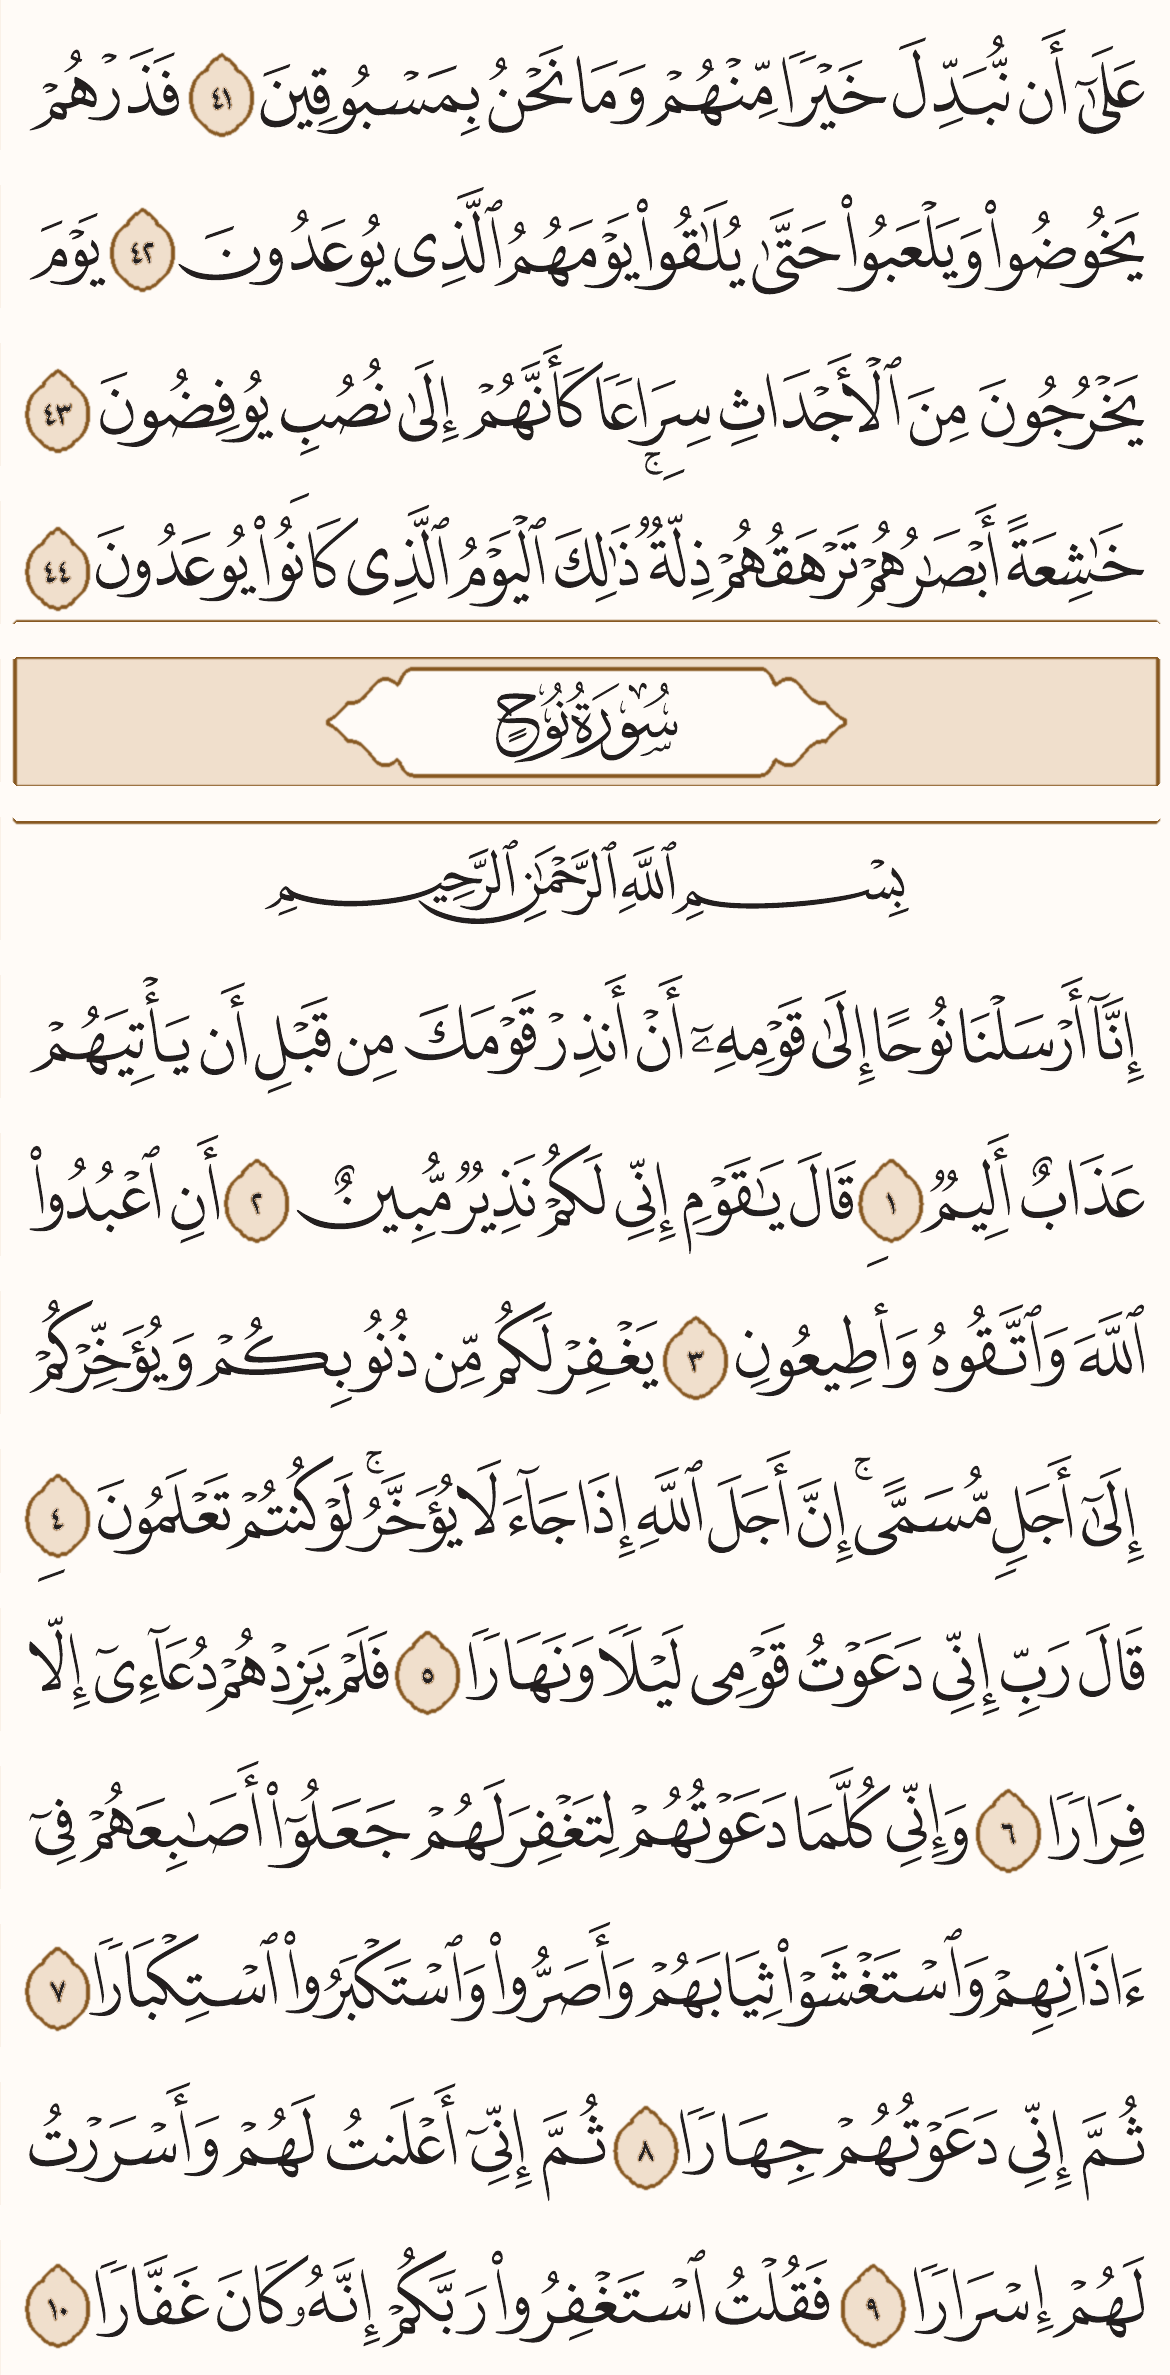 عَلَىٰٓ أَن نُّبَدِّلَ خَيْرًا مِّنْهُمْ وَمَا نَحْنُ بِمَسْبُوقِينَ ٤١ فَذَرْهُمْ
يَخُوضُوا۟ وَيَلْعَبُوا۟ حَتَّىٰ يُلَـٰقُوا۟ يَوْمَهُمُ ٱلَّذِى يُوعَدُونَ ٤٢ يَوْمَ
يَخْرُجُونَ مِنَ ٱلْأَجْدَاثِ سِرَاعًا كَأَنَّهُمْ إِلَىٰ نُصُبٍ يُوفِضُونَ ٤٣
خَـٰشِعَةً أَبْصَـٰرُهُمْ تَرْهَقُهُمْ ذِلَّةٌ ۚ ذَٰلِكَ ٱلْيَوْمُ ٱلَّذِى كَانُوا۟ يُوعَدُونَ ٤٤
سُورَةُ نُوحٍ
بِسْمِ ٱللَّهِ ٱلرَّحْمَـٰنِ ٱلرَّحِيمِ
إِنَّآ أَرْسَلْنَا نُوحًا إِلَىٰ قَوْمِهِۦٓ أَنْ أَنذِرْ قَوْمَكَ مِن قَبْلِ أَن يَأْتِيَهُمْ
عَذَابٌ أَلِيمٌ ١ قَالَ يَـٰقَوْمِ إِنِّى لَكُمْ نَذِيرٌ مُّبِينٌ ٢ أَنِ ٱعْبُدُوا۟
ٱللَّهَ وَٱتَّقُوهُ وَأَطِيعُونِ ٣ يَغْفِرْ لَكُم مِّن ذُنُوبِكُمْ وَيُؤَخِّرْكُمْ
إِلَىٰٓ أَجَلٍ مُّسَمًّى ۚ إِنَّ أَجَلَ ٱللَّهِ إِذَا جَآءَ لَا يُؤَخَّرُ ۚ لَوْ كُنتُمْ تَعْلَمُونَ ٤
قَالَ رَبِّ إِنِّى دَعَوْتُ قَوْمِى لَيْلًا وَنَهَارًا ٥ فَلَمْ يَزِدْهُمْ دُعَآءِىٓ إِلَّا
فِرَارًا ٦ وَإِنِّى كُلَّمَا دَعَوْتُهُمْ لِتَغْفِرَ لَهُمْ جَعَلُوٓا۟ أَصَـٰبِعَهُمْ فِىٓ
ءَاذَانِهِمْ وَٱسْتَغْشَوْا۟ ثِيَابَهُمْ وَأَصَرُّوا۟ وَٱسْتَكْبَرُوا۟ ٱسْتِكْبَارًا ٧
ثُمَّ إِنِّى دَعَوْتُهُمْ جِهَارًا ٨ ثُمَّ إِنِّىٓ أَعْلَنتُ لَهُمْ وَأَسْرَرْتُ
لَهُمْ إِسْرَارًا ٩ فَقُلْتُ ٱسْتَغْفِرُوا۟ رَبَّكُمْ إِنَّهُۥ كَانَ غَفَّارًا ١٠